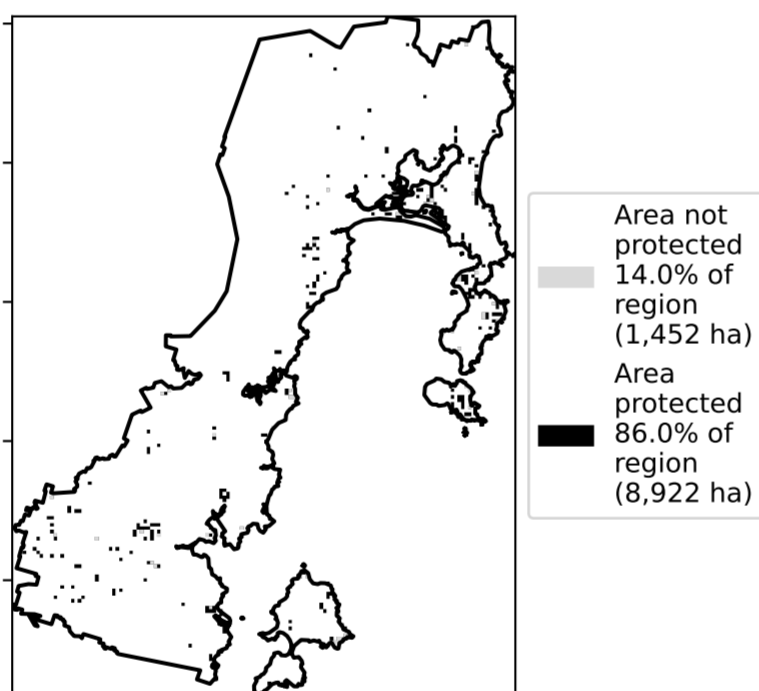 Area not
protected
14.0% of
region
(1,452 ha)
Area
protected
86.0% of
region
(8,922 ha)